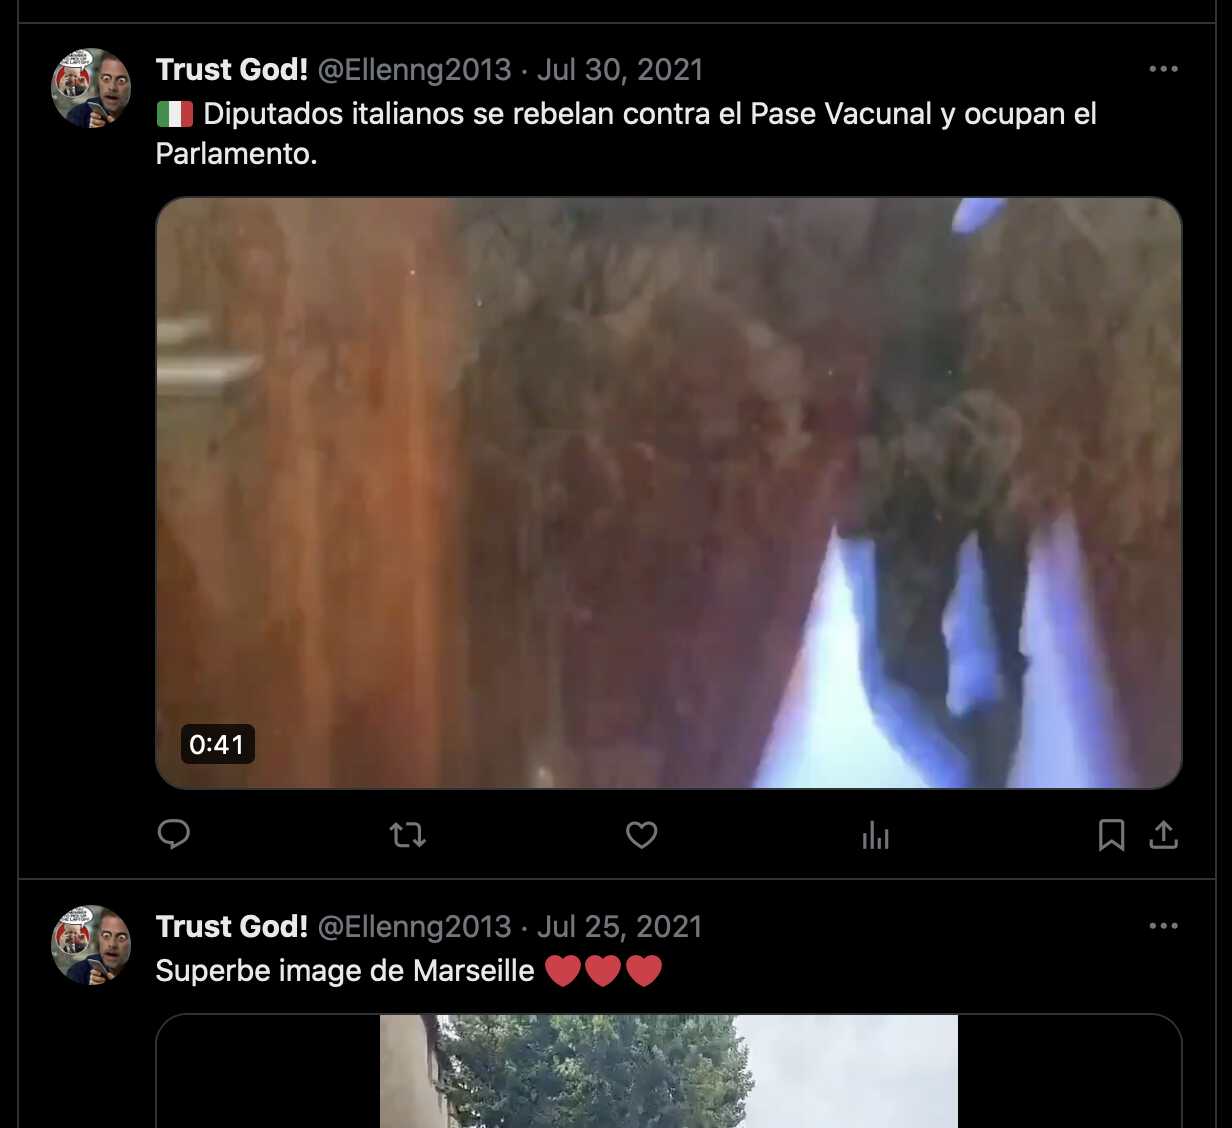 Trust God! @Ellenng2013 · Jul 30, 2021
🇮🇹 Diputados italianos se rebelan contra el Pase Vacunal y ocupan el
Parlamento.
0:41
Trust God! @Ellenng2013 · Jul 25, 2021
Superbe image de Marseille ❤️❤️❤️